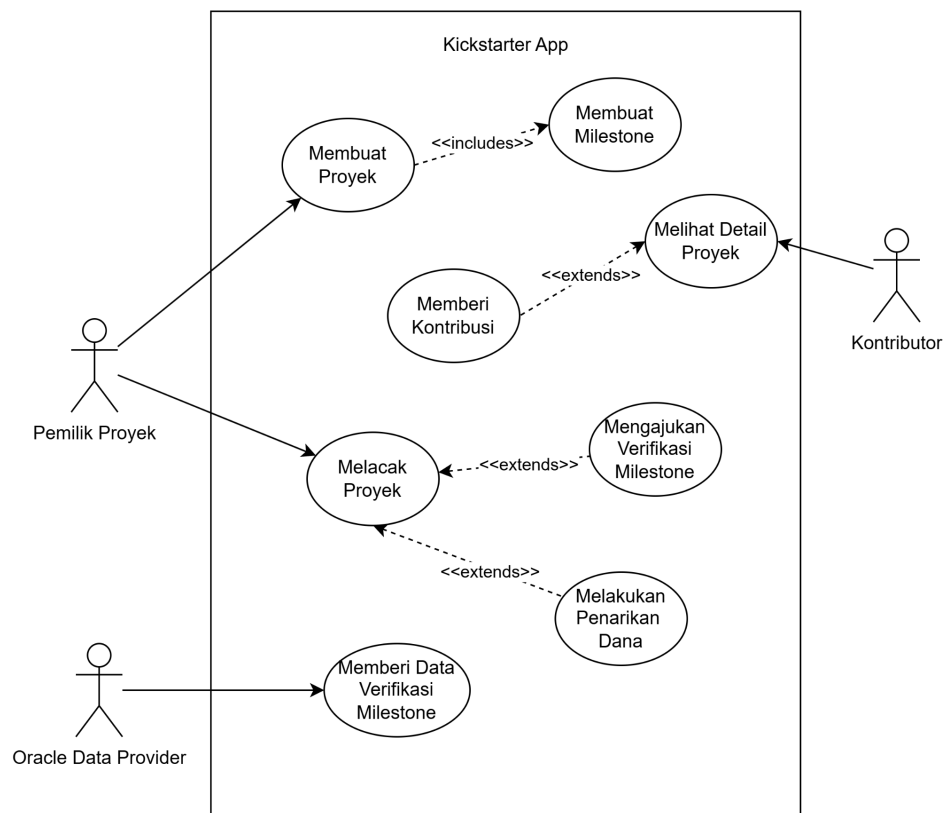 Kickstarter App
Membuat
Milestone
<<includes>>
Membuat
Proyek
Melihat Detail
Proyek
<<extends>>
Memberi
Kontribusi
Kontributor
Pemilik Proyek
Mengajukan
Verifikasi
Milestone
<<extends>>
Melacak
Proyek
<<extends>>
Melakukan
Penarikan
Dana
Memberi Data
Verifikasi
Milestone
Oracle Data Provider